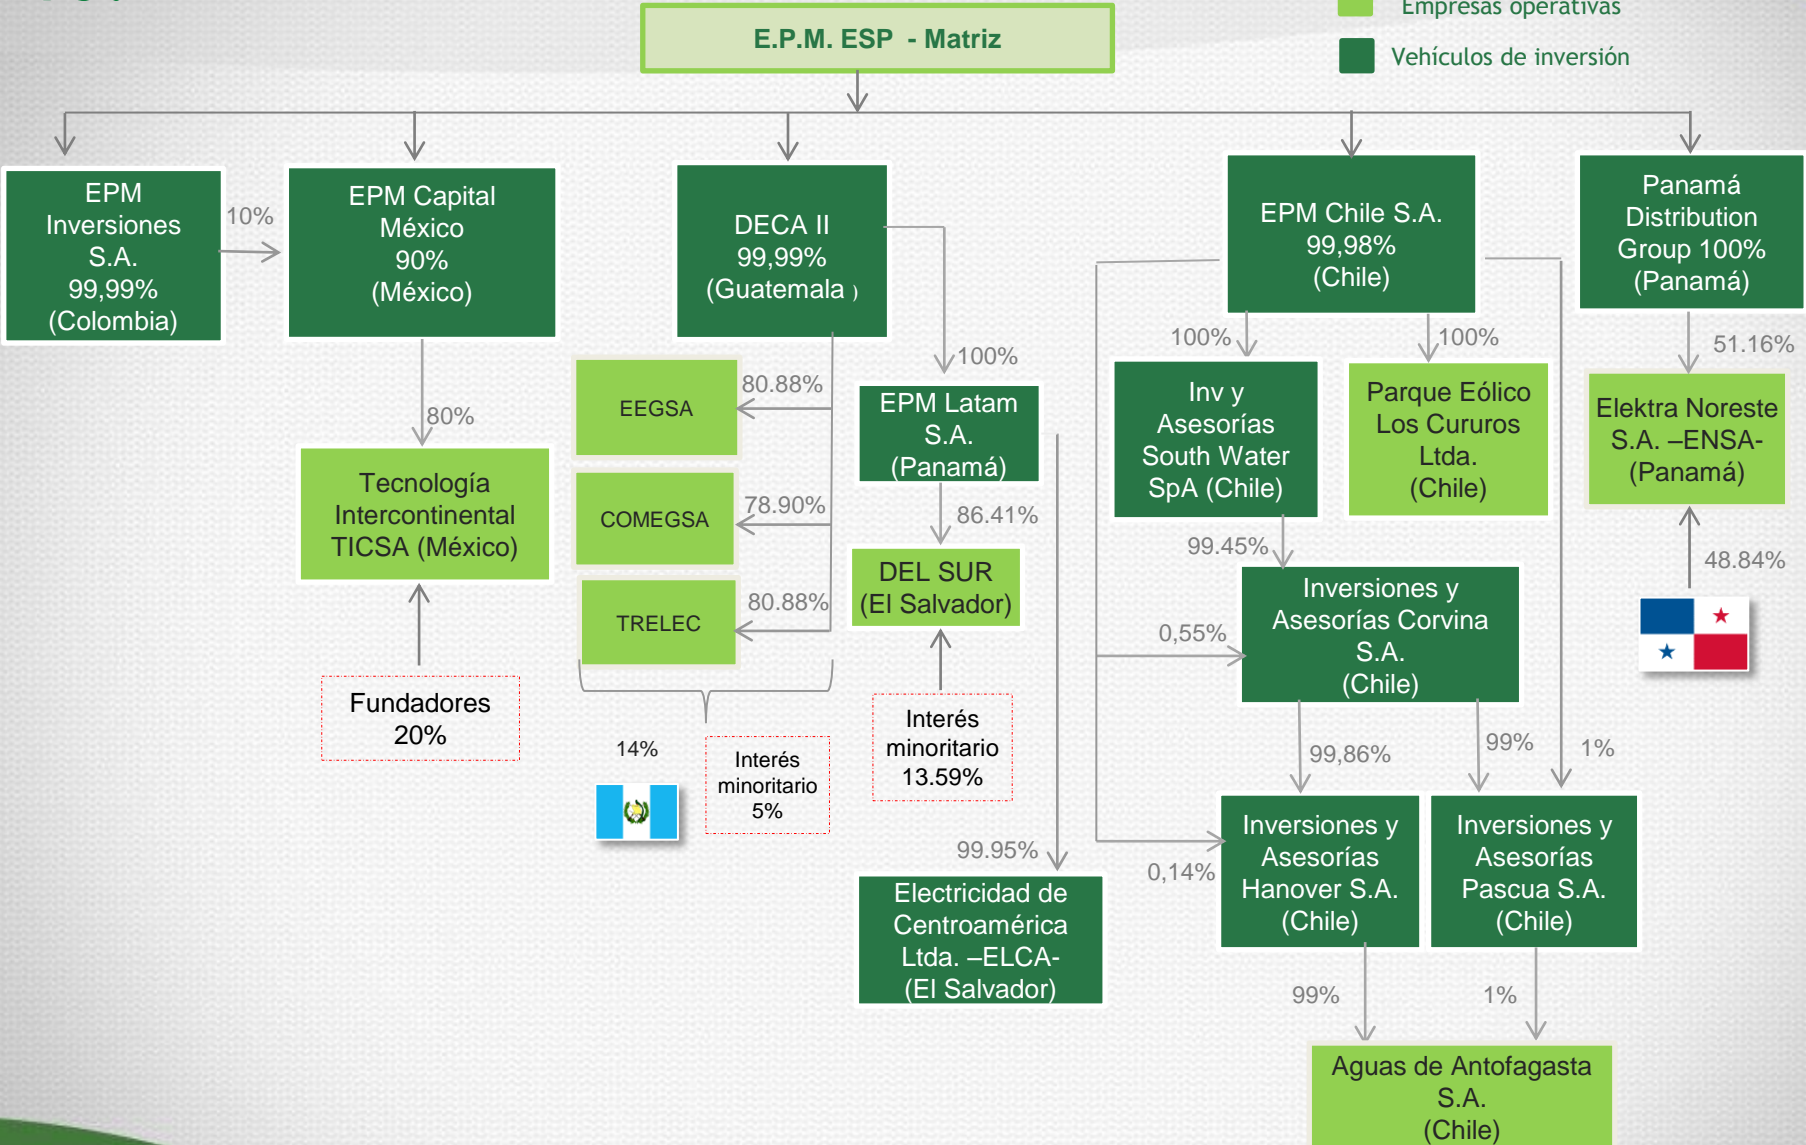 Empresas operativas
E.P.M. ESP - Matriz
Vehículos de inversión
EPM
Inversiones
S.A.
99,99%
(Colombia)
10%
EPM Capital
México
90%
(México)
DECA II
99,99%
(Guatemala )
EPM Chile S.A.
99,98%
(Chile)
Panamá
Distribution
Group 100%
(Panamá)
80%
100%
100%
100%
51.16%
EEGSA
80.88%
COMEGSA
78.90%
TRELEC
80.88%
EPM Latam
S.A.
(Panamá)
Inv y
Asesorías
South Water
SpA (Chile)
Parque Eólico
Los Cururos
Ltda.
(Chile)
Elektra Noreste
S.A. –ENSA-
(Panamá)
Tecnología
Intercontinental
TICSA (México)
86.41%
99.45%
48.84%
DEL SUR
(El Salvador)
Inversiones y
Asesorías Corvina
S.A.
(Chile)
0,55%
Fundadores
20%
14%
Interés
minoritario
5%
Interés
minoritario
13.59%
99,86%
99%
1%
99.95%
0,14%
Inversiones y
Asesorías
Hanover S.A.
(Chile)
Inversiones y
Asesorías
Pascua S.A.
(Chile)
Electricidad de
Centroamérica
Ltda. –ELCA-
(El Salvador)
99%
1%
Aguas de Antofagasta
S.A.
(Chile)